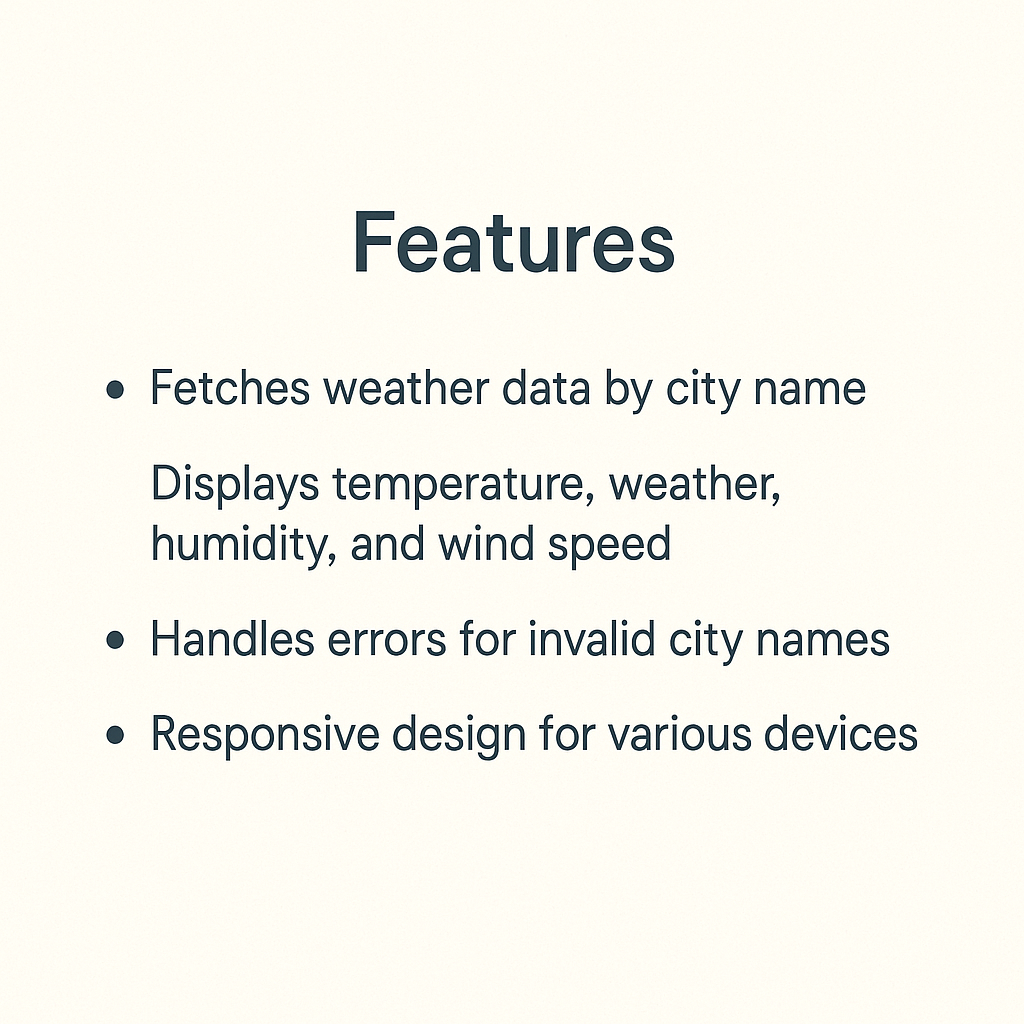 Features
• Fetches weather data by city name
Displays temperature, weather,
humidity, and wind speed
• Handles errors for invalid city names
• Responsive design for various devices